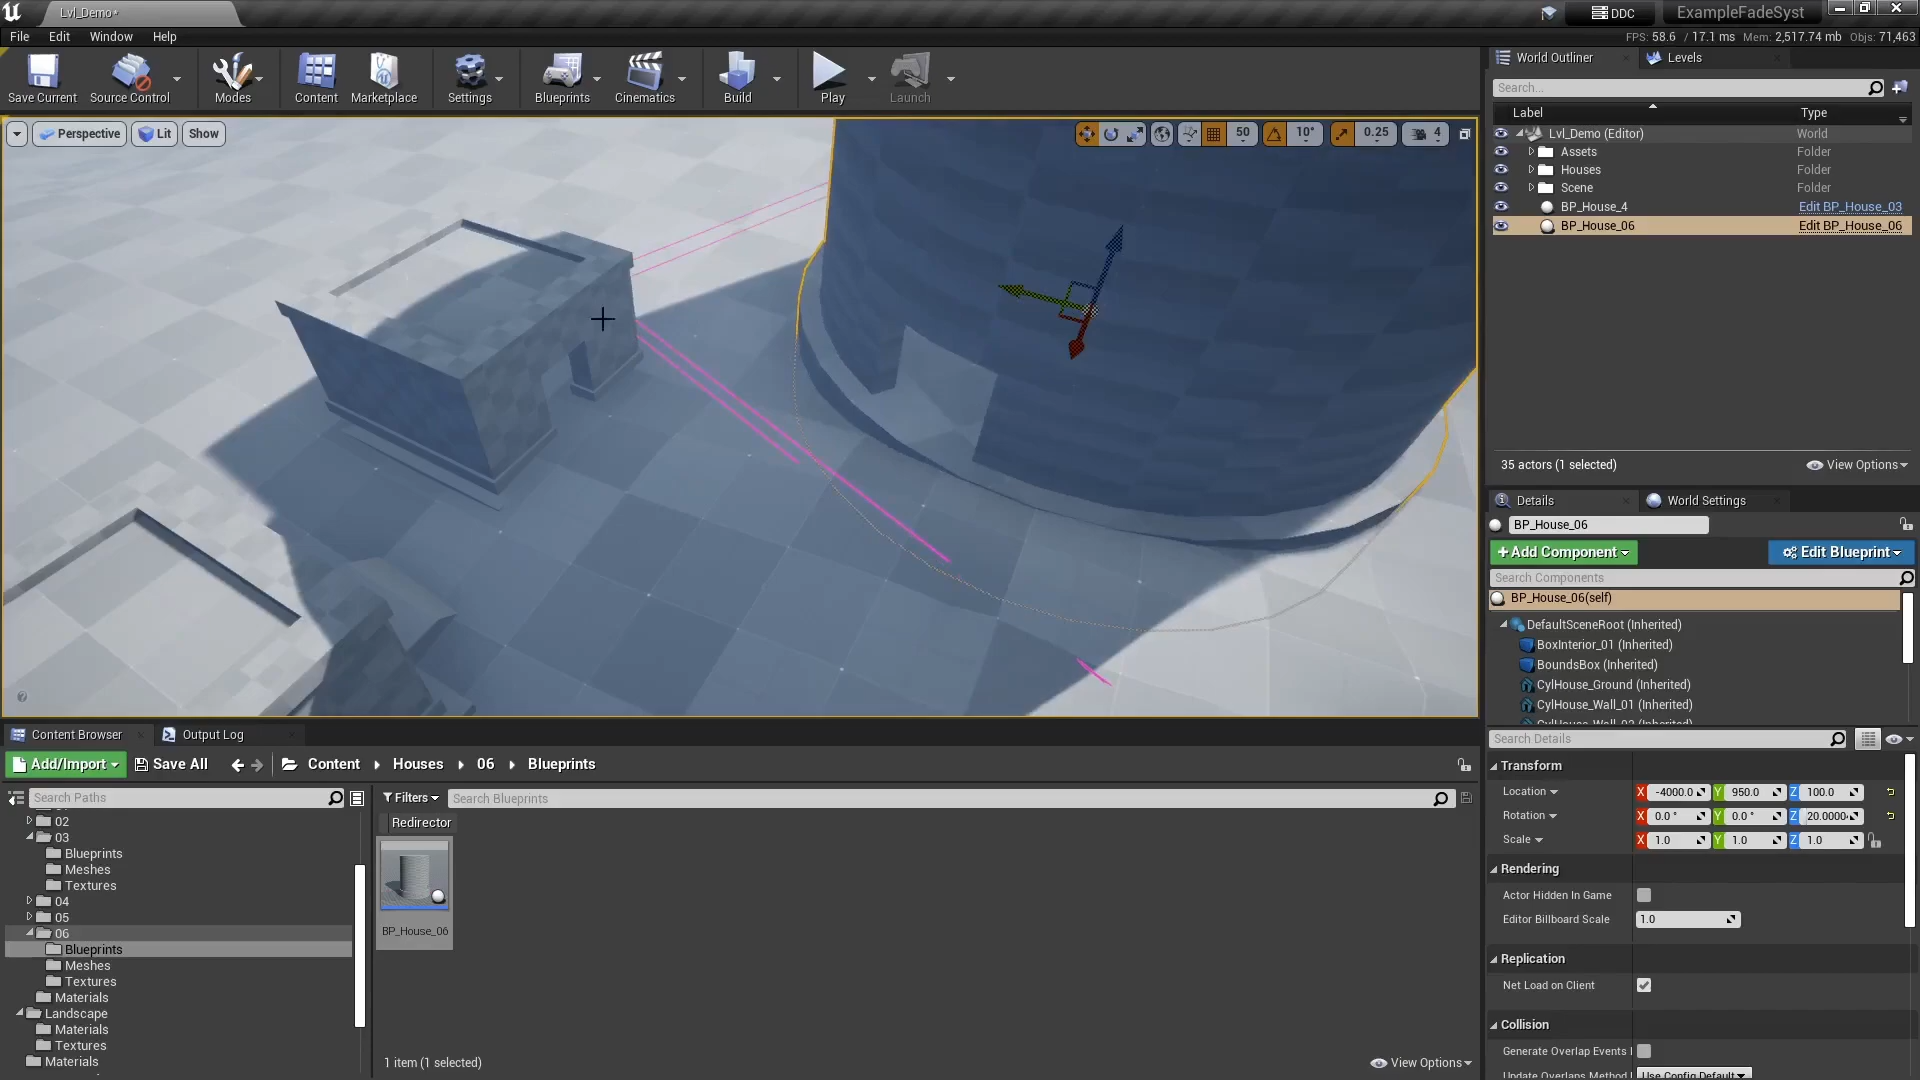 Lvl_Demo*
DDC
ExampleFadeSyst
File
Edit
Window
Help
FPS: 58.6 / 17.1 ms Mem: 2,517.74 mb Objs: 71,463
Save Current
Source Control
Modes
Content
Marketplace
Settings
Blueprints
Cinematics
Build
Play
Launch
Perspective
Lit
Show
50
10°
0.25
4
World Outliner
Levels
Search...
Label
Type
Lvl_Demo (Editor)
World
Assets
Folder
Houses
Folder
Scene
Folder
BP_House_4
Edit BP_House_03
BP_House_06
Edit BP_House_06
35 actors (1 selected)
View Options
Details
World Settings
BP_House_06
+Add Component
Edit Blueprint
Search Components
BP_House_06(self)
DefaultSceneRoot (Inherited)
BoxInterior_01 (Inherited)
BoundsBox (Inherited)
CylHouse_Ground (Inherited)
CylHouse_Wall_01 (Inherited)
Search Details
Transform
Location
X -4000.0 Y 950.0 Z 100.0
Rotation
X 0.0 ° Y 0.0 ° Z 20.0000
Scale
X 1.0 Y 1.0 Z 1.0
Rendering
Actor Hidden In Game
Editor Billboard Scale
1.0
Replication
Net Load on Client
Collision
Generate Overlap Events
Update Overlaps Method
Use Config Default
Content Browser
Output Log
Add/Import
Save All
Content
Houses
06
Blueprints
Search Paths
Filters
Search Blueprints
Redirector
02
03
Blueprints
Meshes
Textures
04
05
06
Blueprints
Meshes
Textures
Materials
Landscape
Materials
Textures
Materials
BP_House_06
1 item (1 selected)
View Options